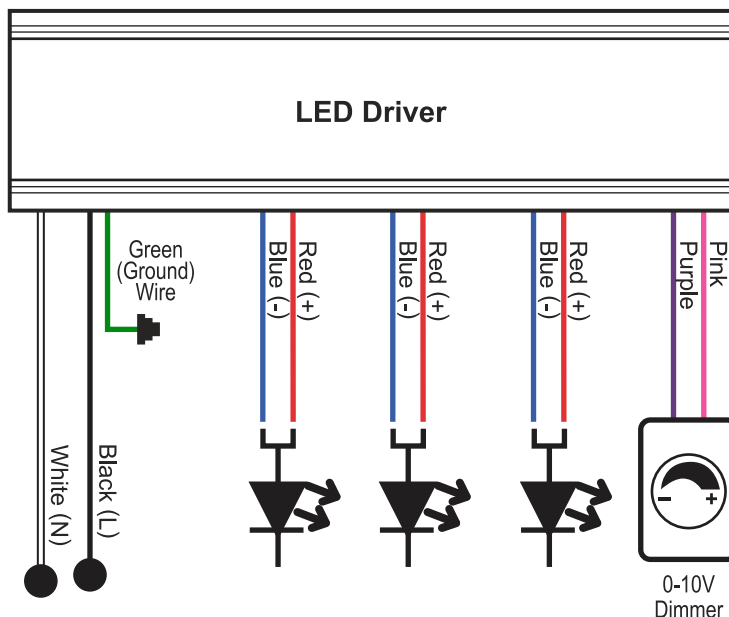 LED Driver
Green
(Ground)
Wire
White (N)
Black (L)
Blue (-)
Red (+)
Blue (-)
Red (+)
Blue (-)
Red (+)
Purple
Pink
- +
0-10V
Dimmer